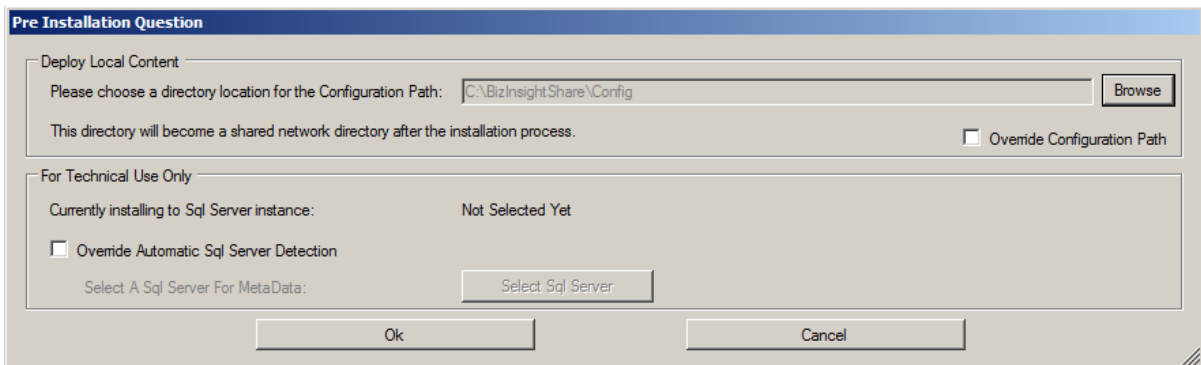 Pre Installation Question
Deploy Local Content
Please choose a directory location for the Configuration Path: C:\BizInsightShare\Config Browse
This directory will become a shared network directory after the installation process.
Override Configuration Path
For Technical Use Only
Currently installing to Sql Server instance: Not Selected Yet
Override Automatic Sql Server Detection
Select A Sql Server For MetaData: Select Sql Server
Ok Cancel